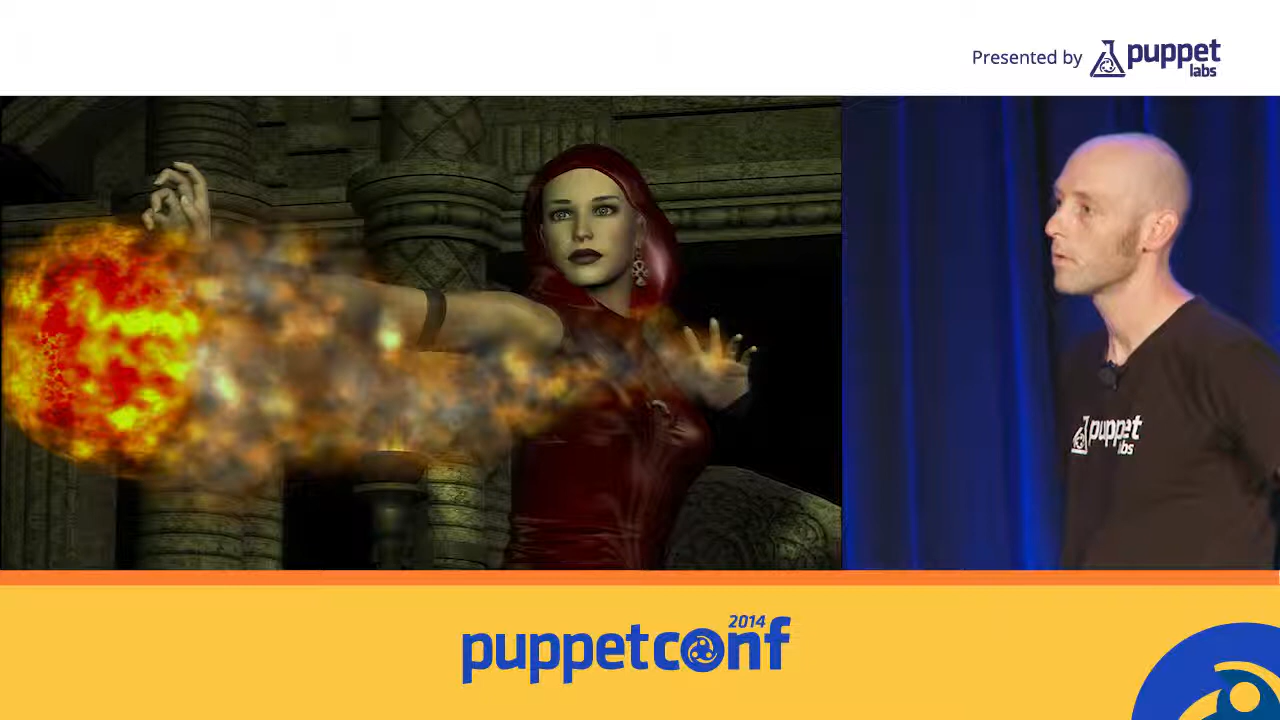 Presented by puppet
labs
puppet
labs
2014
puppetconf